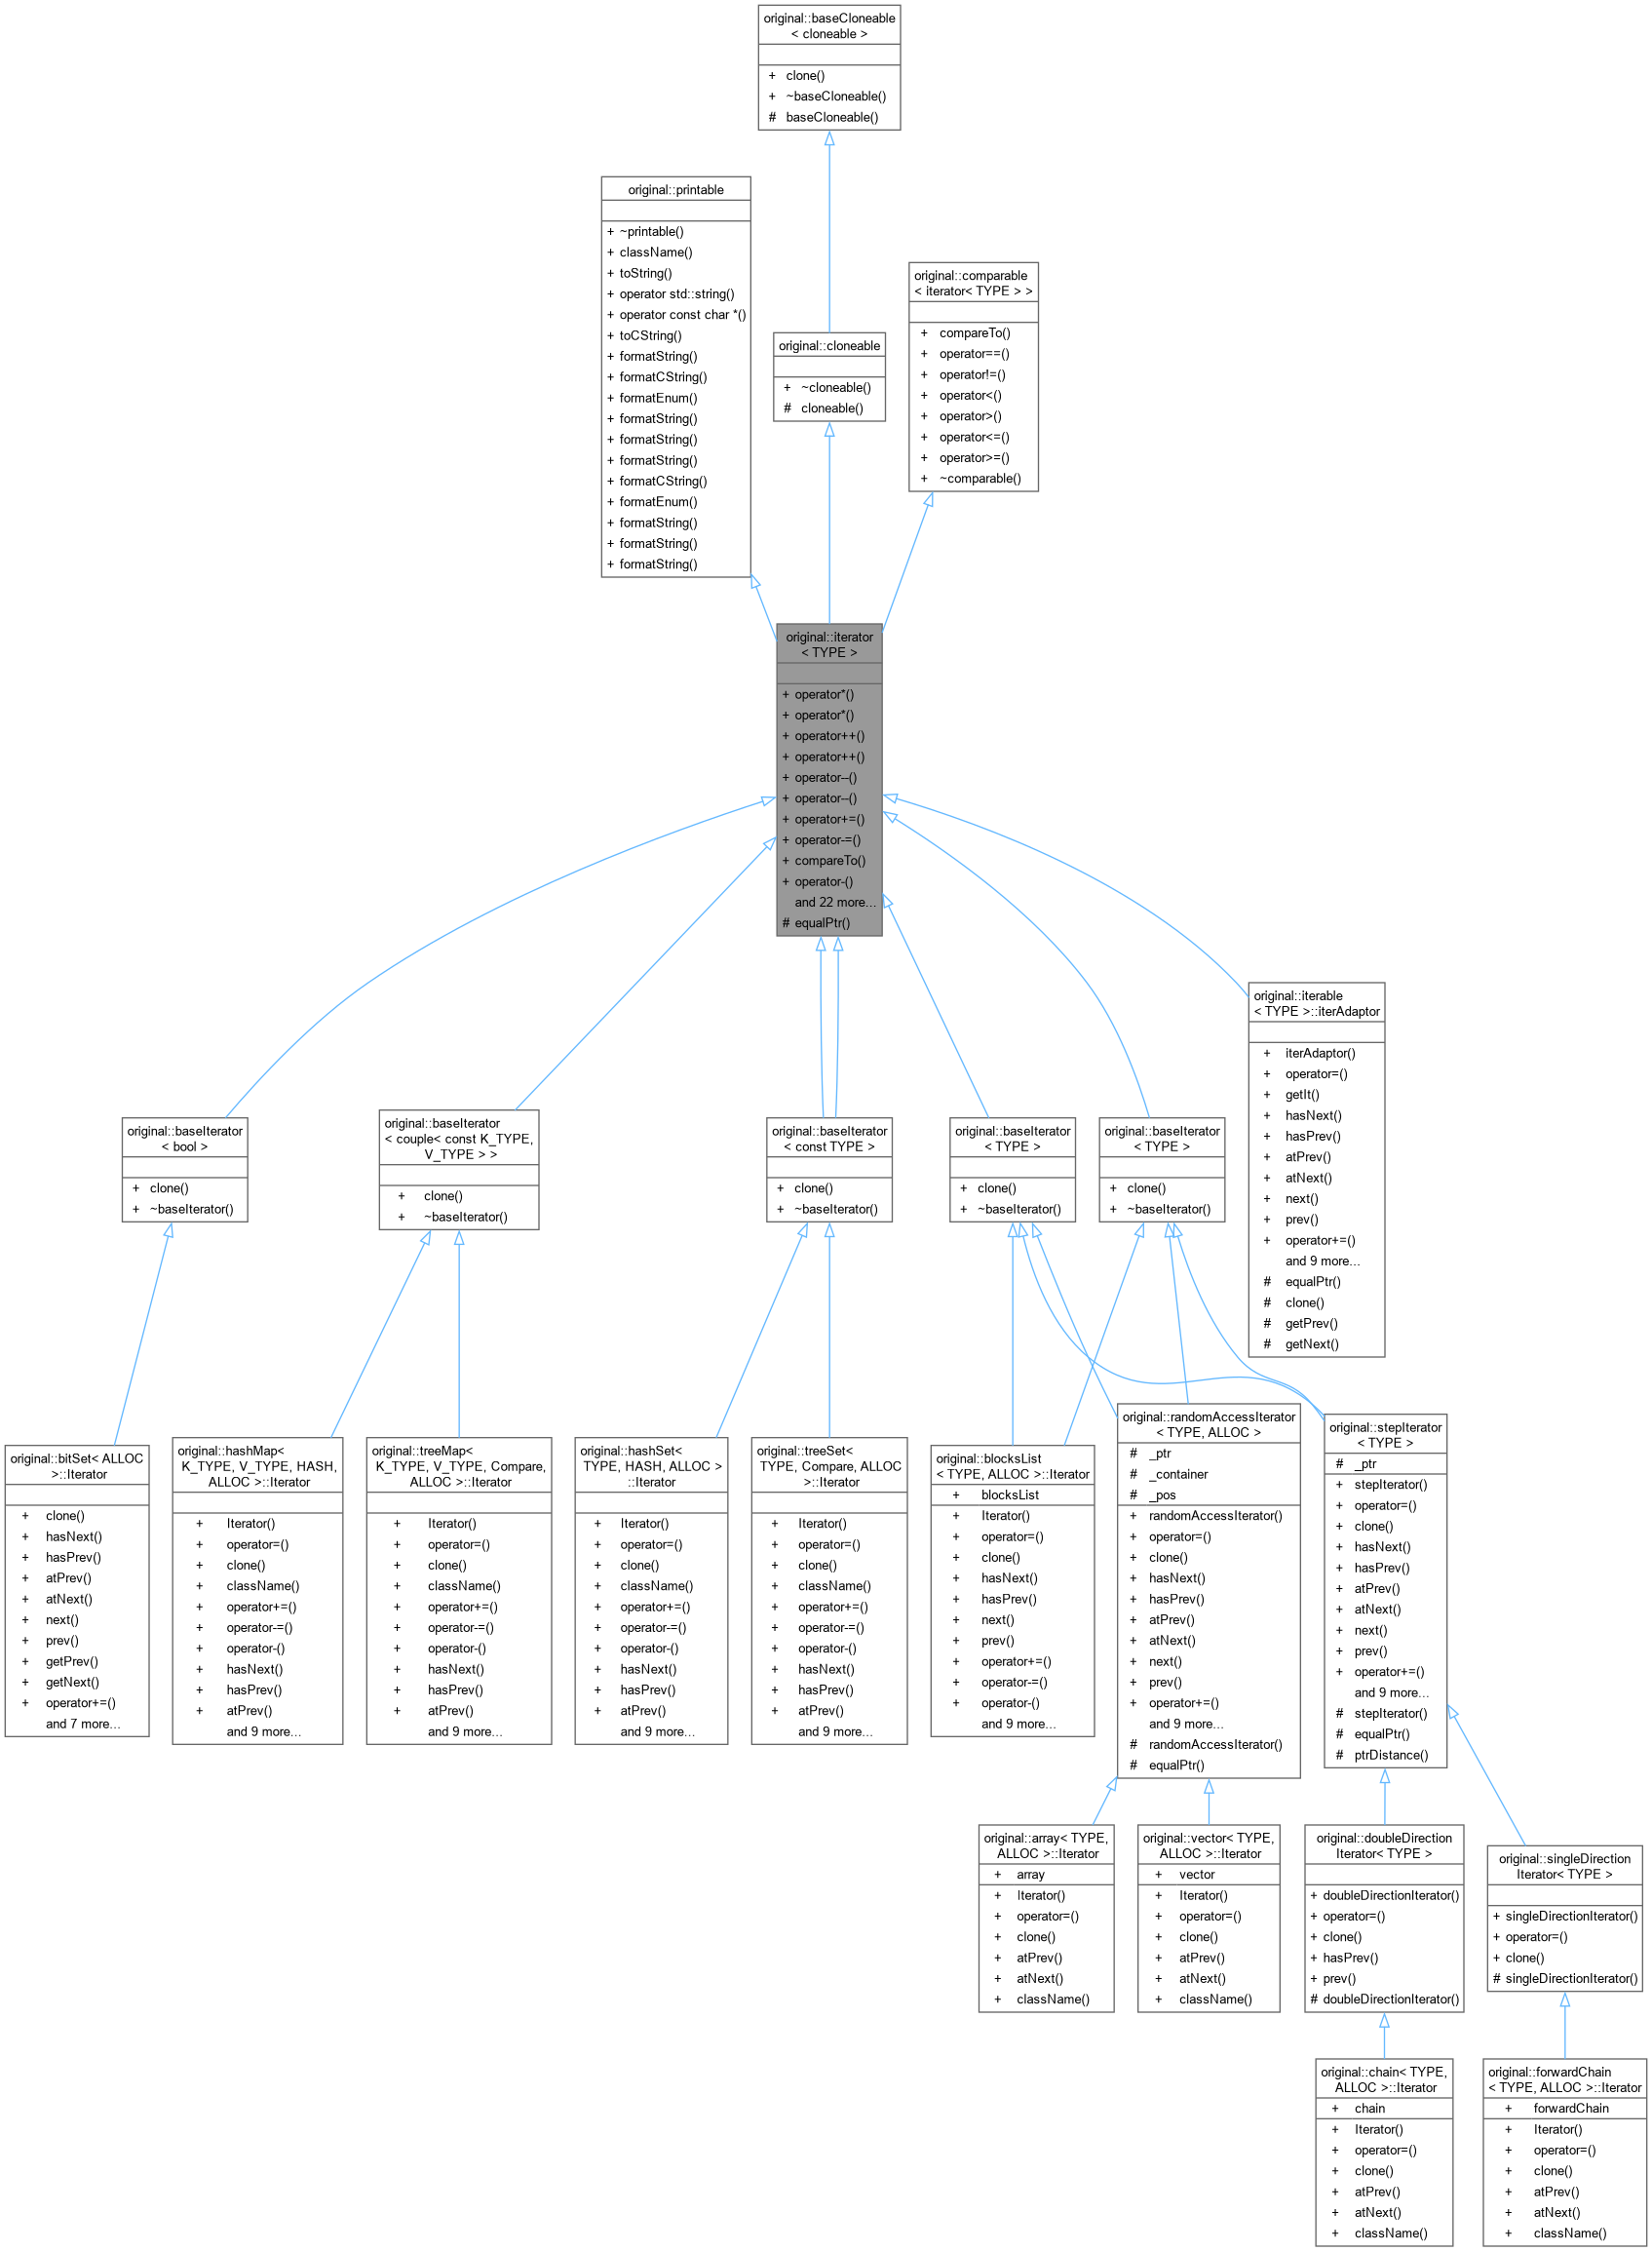 original::baseCloneable
< cloneable >
+ clone()
+ ~baseCloneable()
# baseCloneable()
original::printable
+ ~printable()
+ className()
+ toString()
+ operator std::string()
+ operator const char *()
+ toCString()
+ formatString()
+ formatCString()
+ formatEnum()
+ formatString()
+ formatString()
+ formatString()
+ formatCString()
+ formatEnum()
+ formatString()
+ formatString()
+ formatString()
original::cloneable
+ ~cloneable()
# cloneable()
original::comparable
< iterator< TYPE > >
+ compareTo()
+ operator==()
+ operator!=()
+ operator<()
+ operator>()
+ operator<=()
+ operator>=()
+ ~comparable()
original::iterator
< TYPE >
+ operator*()
+ operator*()
+ operator++()
+ operator++()
+ operator--()
+ operator--()
+ operator+=()
+ operator-=()
+ compareTo()
+ operator-()
and 22 more...
# equalPtr()
original::baseIterator
< bool >
+ clone()
+ ~baseIterator()
original::baseIterator
< couple< const K_TYPE,
V_TYPE > >
+ clone()
+ ~baseIterator()
original::baseIterator
< const TYPE >
+ clone()
+ ~baseIterator()
original::baseIterator
< TYPE >
+ clone()
+ ~baseIterator()
original::baseIterator
< TYPE >
+ clone()
+ ~baseIterator()
original::iterable
< TYPE >::iterAdaptor
+ iterAdaptor()
+ operator=()
+ getIt()
+ hasNext()
+ hasPrev()
+ atPrev()
+ atNext()
+ next()
+ prev()
+ operator+=()
and 9 more...
# equalPtr()
# clone()
# getPrev()
# getNext()
original::bitSet< ALLOC
>::Iterator
+ clone()
+ hasNext()
+ hasPrev()
+ atPrev()
+ atNext()
+ next()
+ prev()
+ getPrev()
+ getNext()
+ operator+=()
and 7 more...
original::hashMap<
K_TYPE, V_TYPE, HASH,
ALLOC >::Iterator
+ Iterator()
+ operator=()
+ clone()
+ className()
+ operator+=()
+ operator-=()
+ operator-()
+ hasNext()
+ hasPrev()
+ atPrev()
and 9 more...
original::treeMap<
K_TYPE, V_TYPE, Compare,
ALLOC >::Iterator
+ Iterator()
+ operator=()
+ clone()
+ className()
+ operator+=()
+ operator-=()
+ operator-()
+ hasNext()
+ hasPrev()
+ atPrev()
and 9 more...
original::hashSet<
TYPE, HASH, ALLOC >
::Iterator
+ Iterator()
+ operator=()
+ clone()
+ className()
+ operator+=()
+ operator-=()
+ operator-()
+ hasNext()
+ hasPrev()
+ atPrev()
and 9 more...
original::treeSet<
TYPE, Compare, ALLOC
>::Iterator
+ Iterator()
+ operator=()
+ clone()
+ className()
+ operator+=()
+ operator-=()
+ operator-()
+ hasNext()
+ hasPrev()
+ atPrev()
and 9 more...
original::blocksList
< TYPE, ALLOC >::Iterator
+ blocksList
+ Iterator()
+ operator=()
+ clone()
+ hasNext()
+ hasPrev()
+ next()
+ prev()
+ operator+=()
+ operator-=()
+ operator-()
and 9 more...
original::randomAccessIterator
< TYPE, ALLOC >
# _ptr
# _container
# _pos
+ randomAccessIterator()
+ operator=()
+ clone()
+ hasNext()
+ hasPrev()
+ atPrev()
+ atNext()
+ next()
+ prev()
+ operator+=()
and 9 more...
# randomAccessIterator()
# equalPtr()
original::stepIterator
< TYPE >
# _ptr
+ stepIterator()
+ operator=()
+ clone()
+ hasNext()
+ hasPrev()
+ atPrev()
+ atNext()
+ next()
+ prev()
+ operator+=()
and 9 more...
# stepIterator()
# equalPtr()
# ptrDistance()
original::array< TYPE,
ALLOC >::Iterator
+ array
+ Iterator()
+ operator=()
+ clone()
+ atPrev()
+ atNext()
+ className()
original::vector< TYPE,
ALLOC >::Iterator
+ vector
+ Iterator()
+ operator=()
+ clone()
+ atPrev()
+ atNext()
+ className()
original::doubleDirection
Iterator< TYPE >
+ doubleDirectionIterator()
+ operator=()
+ clone()
+ hasPrev()
+ prev()
# doubleDirectionIterator()
original::singleDirection
Iterator< TYPE >
+ singleDirectionIterator()
+ operator=()
+ clone()
# singleDirectionIterator()
original::chain< TYPE,
ALLOC >::Iterator
+ chain
+ Iterator()
+ operator=()
+ clone()
+ atPrev()
+ atNext()
+ className()
original::forwardChain
< TYPE, ALLOC >::Iterator
+ forwardChain
+ Iterator()
+ operator=()
+ clone()
+ atPrev()
+ atNext()
+ className()